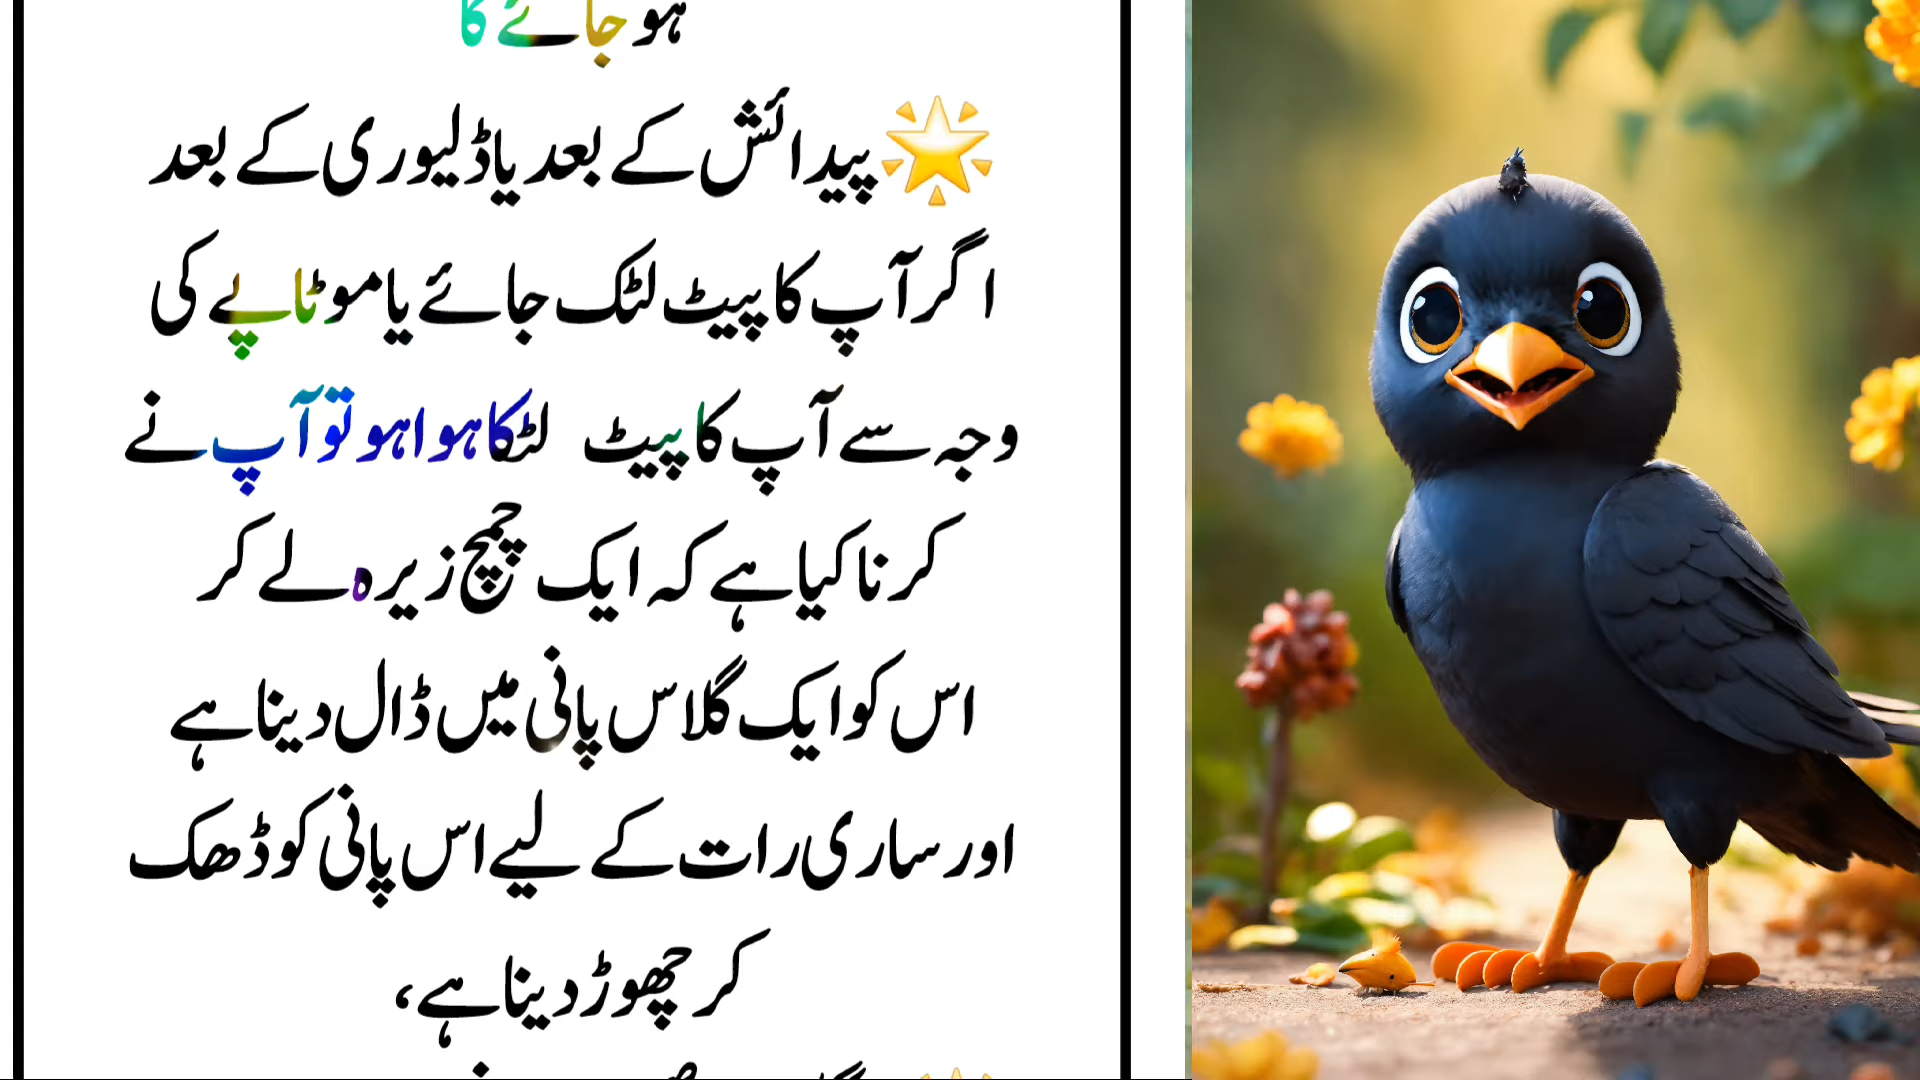 ہو جائے گا
🌟پیدائش کے بعد یا ڈلیوری کے بعد
اگر آپ کا پیٹ لٹک جائے یا موٹاپے کی
وجہ سے آپ کا پیٹ لٹکا ہوا ہو تو آپ نے
کرنا کیا ہے کہ ایک چمچ زیرہ لے کر
اس کو ایک گلاس پانی میں ڈال دینا ہے
اور ساری رات کے لیے اس پانی کو ڈھک
کر چھوڑ دینا ہے،